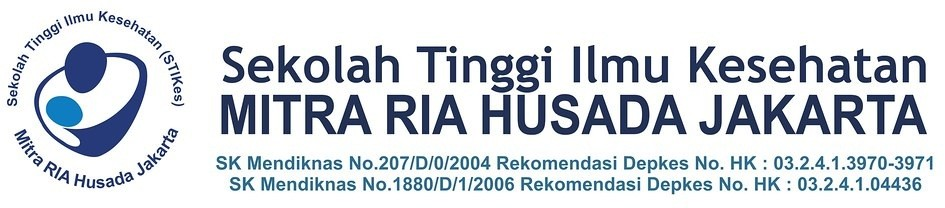 Sekolah Tinggi Ilmu Kesehatan (STIKes)
Mitra RIA Husada Jakarta
Sekolah Tinggi Ilmu Kesehatan
MITRA RIA HUSADA JAKARTA
SK Mendiknas No.207/D/0/2004 Rekomendasi Depkes No. HK : 03.2.4.1.3970-3971
SK Mendiknas No.1880/D/1/2006 Rekomendasi Depkes No. HK : 03.2.4.1.04436